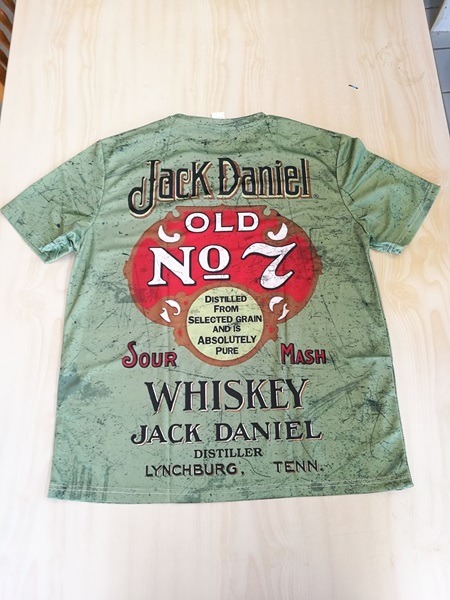 Jack Daniel
OLD
No 7
DISTILLED
FROM
SELECTED GRAIN
AND IS
ABSOLUTELY
PURE
SOUR MASH
WHISKEY
JACK DANIEL
DISTILLER
LYNCHBURG, TENN.